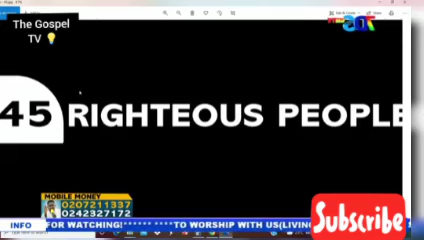 The Gospel
TV
45 RIGHTEOUS PEOPLE
MOBILE MONEY
0207211337
0242327172
INFO FOR WATCHING!****** ****TO WORSHIP WITH US(LIVING
Subscribe